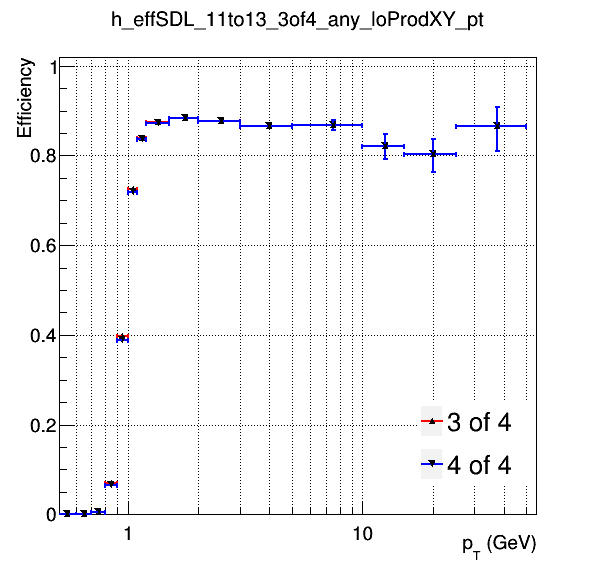 h_effSDL_11to13_3of4_any_loProdXY_pt
Efficiency
1
0.8
0.6
0.4
0.2
0
3 of 4
4 of 4
1
10
p_T (GeV)